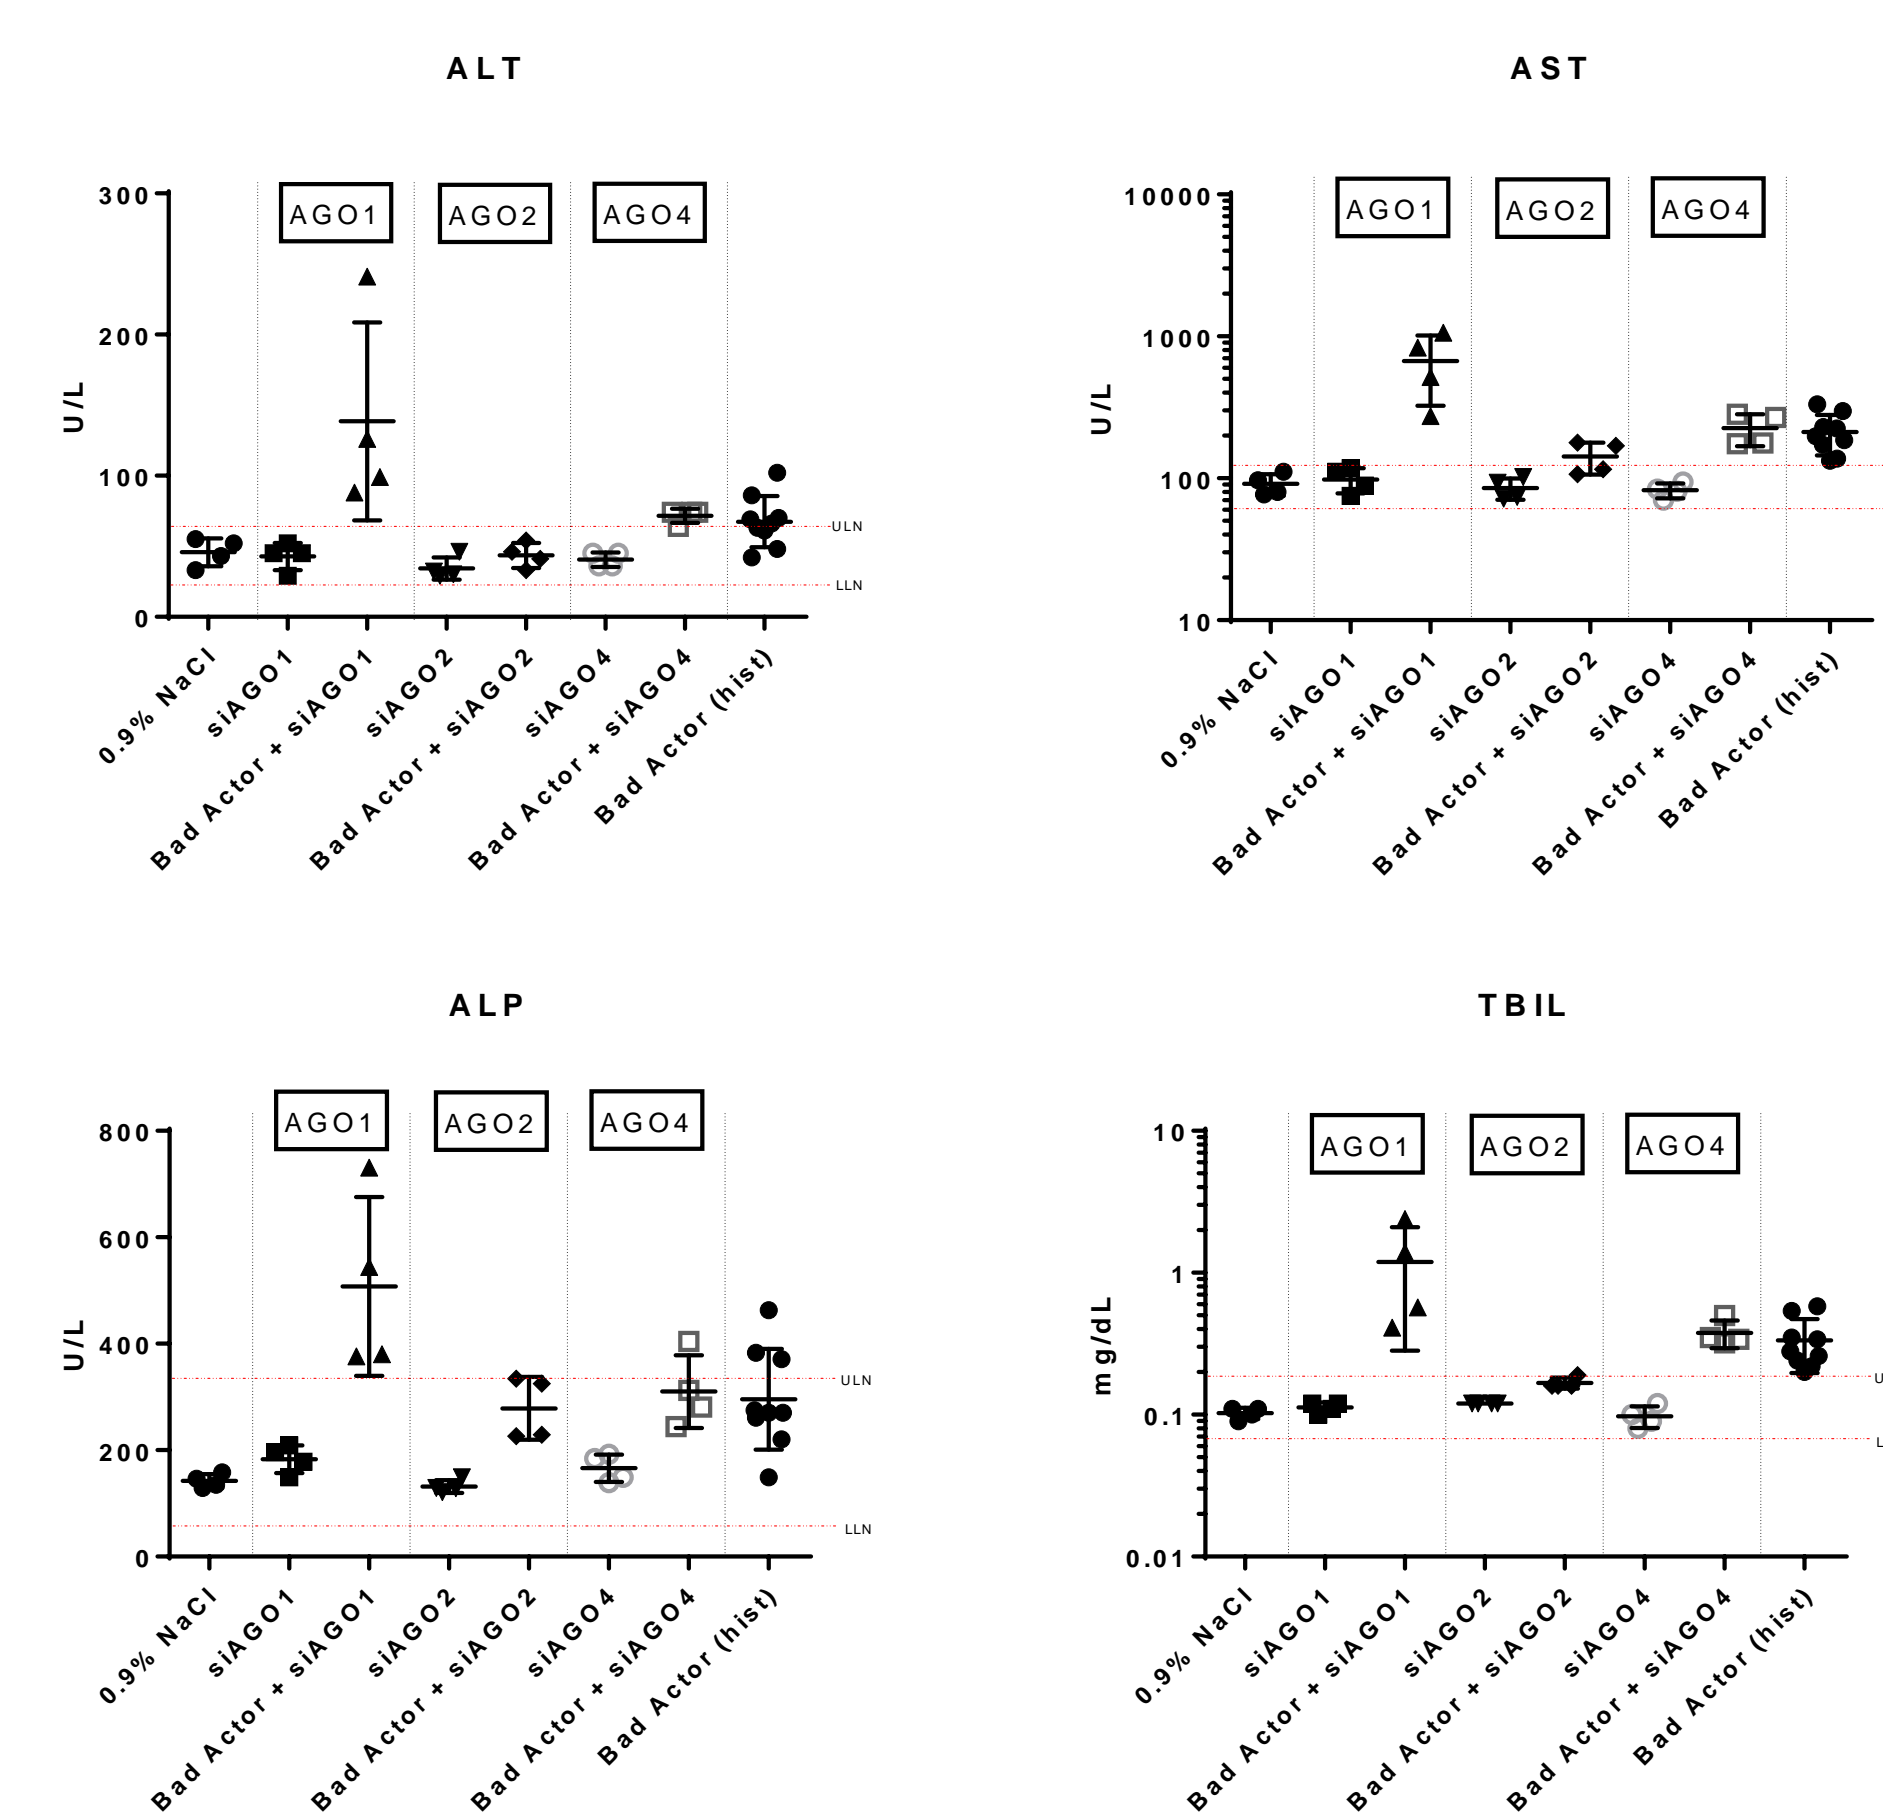 ALT
300
200
100
0
U/L
AGO1
AGO2
AGO4
ULN
LLN
0.9% NaCl
siAGO1
Bad Actor + siAGO1
siAGO2
Bad Actor + siAGO2
siAGO4
Bad Actor + siAGO4
Bad Actor (hist)
AST
10000
1000
100
10
U/L
AGO1
AGO2
AGO4
0.9% NaCl
siAGO1
Bad Actor + siAGO1
siAGO2
Bad Actor + siAGO2
siAGO4
Bad Actor + siAGO4
Bad Actor (hist)
ALP
800
600
400
200
0
U/L
AGO1
AGO2
AGO4
ULN
LLN
0.9% NaCl
siAGO1
Bad Actor + siAGO1
siAGO2
Bad Actor + siAGO2
siAGO4
Bad Actor + siAGO4
Bad Actor (hist)
TBIL
10
1
0.1
0.01
mg/dL
AGO1
AGO2
AGO4
U
L
0.9% NaCl
siAGO1
Bad Actor + siAGO1
siAGO2
Bad Actor + siAGO2
siAGO4
Bad Actor + siAGO4
Bad Actor (hist)